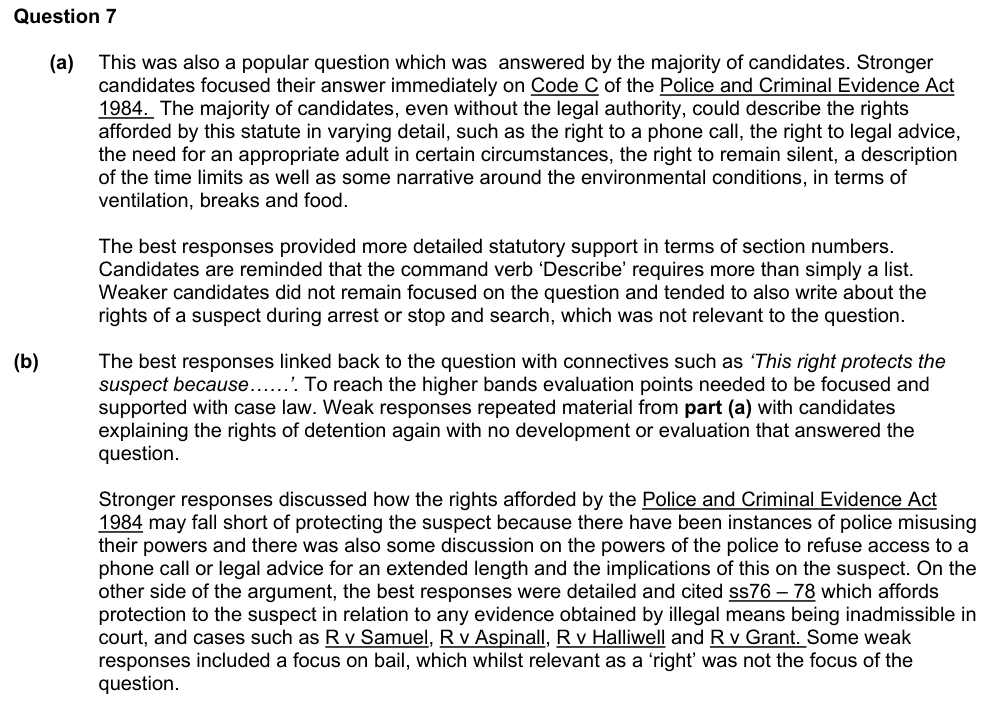 Question 7
(a) This was also a popular question which was answered by the majority of candidates. Stronger
candidates focused their answer immediately on Code C of the Police and Criminal Evidence Act
1984. The majority of candidates, even without the legal authority, could describe the rights
afforded by this statute in varying detail, such as the right to a phone call, the right to legal advice,
the need for an appropriate adult in certain circumstances, the right to remain silent, a description
of the time limits as well as some narrative around the environmental conditions, in terms of
ventilation, breaks and food.
The best responses provided more detailed statutory support in terms of section numbers.
Candidates are reminded that the command verb ‘Describe’ requires more than simply a list.
Weaker candidates did not remain focused on the question and tended to also write about the
rights of a suspect during arrest or stop and search, which was not relevant to the question.
(b) The best responses linked back to the question with connectives such as ‘This right protects the
suspect because……’. To reach the higher bands evaluation points needed to be focused and
supported with case law. Weak responses repeated material from part (a) with candidates
explaining the rights of detention again with no development or evaluation that answered the
question.
Stronger responses discussed how the rights afforded by the Police and Criminal Evidence Act
1984 may fall short of protecting the suspect because there have been instances of police misusing
their powers and there was also some discussion on the powers of the police to refuse access to a
phone call or legal advice for an extended length and the implications of this on the suspect. On the
other side of the argument, the best responses were detailed and cited ss76 – 78 which affords
protection to the suspect in relation to any evidence obtained by illegal means being inadmissible in
court, and cases such as R v Samuel, R v Aspinall, R v Halliwell and R v Grant. Some weak
responses included a focus on bail, which whilst relevant as a ‘right’ was not the focus of the
question.